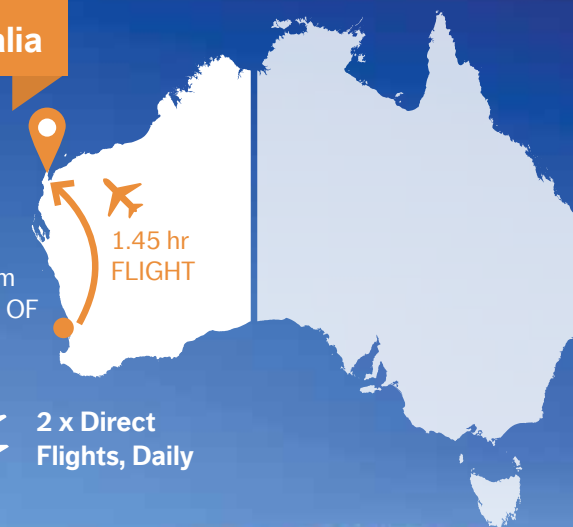 alia
1.45 hr
FLIGHT
m
OF
2 x Direct
Flights, Daily